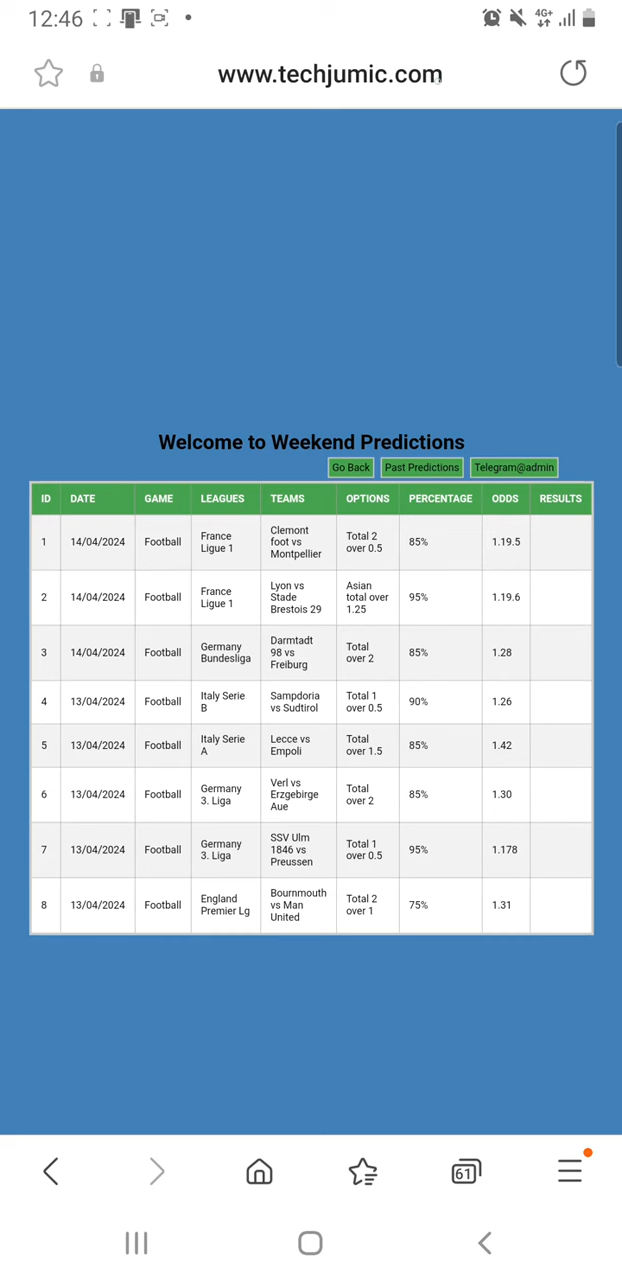 12:46
4G+
www.techjumic.com
Welcome to Weekend Predictions
Go Back Past Predictions Telegram@admin
ID DATE GAME LEAGUES TEAMS OPTIONS PERCENTAGE ODDS RESULTS
1 14/04/2024 Football France Ligue 1 Clemont foot vs Montpellier Total 2 over 0.5 85% 1.19.5
2 14/04/2024 Football France Ligue 1 Lyon vs Stade Brestois 29 Asian total over 1.25 95% 1.19.6
3 14/04/2024 Football Germany Bundesliga Darmtadt 98 vs Freiburg Total over 2 85% 1.28
4 13/04/2024 Football Italy Serie B Sampdoria vs Sudtirol Total 1 over 0.5 90% 1.26
5 13/04/2024 Football Italy Serie A Lecce vs Empoli Total over 1.5 85% 1.42
6 13/04/2024 Football Germany 3. Liga Verl vs Erzgebirge Aue Total over 2 85% 1.30
7 13/04/2024 Football Germany 3. Liga SSV Ulm 1846 vs Preussen Total 1 over 0.5 95% 1.178
8 13/04/2024 Football England Premier Lg Bournmouth vs Man United Total 2 over 1 75% 1.31
61